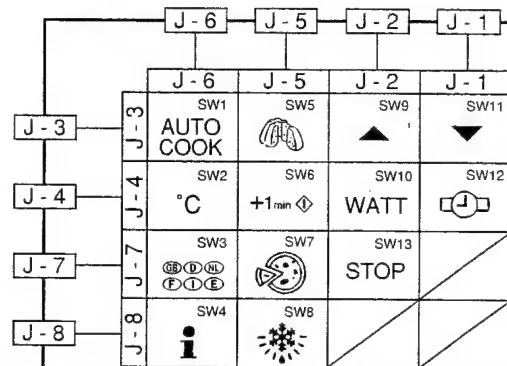 J - 6 J - 5 J - 2 J - 1
J - 6 J - 5 J - 2 J - 1
J - 3 J - 3 SW1 SW5 SW9 SW11
AUTO
COOK
J - 4 J - 4 SW2 SW6 SW10 SW12
°C +1min WATT
J - 7 J - 7 SW3 SW7 SW13
GB D NL STOP
F I E
J - 8 J - 8 SW4 SW8
i